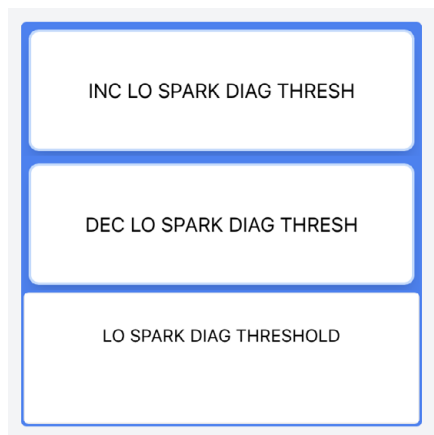 INC LO SPARK DIAG THRESH
DEC LO SPARK DIAG THRESH
LO SPARK DIAG THRESHOLD